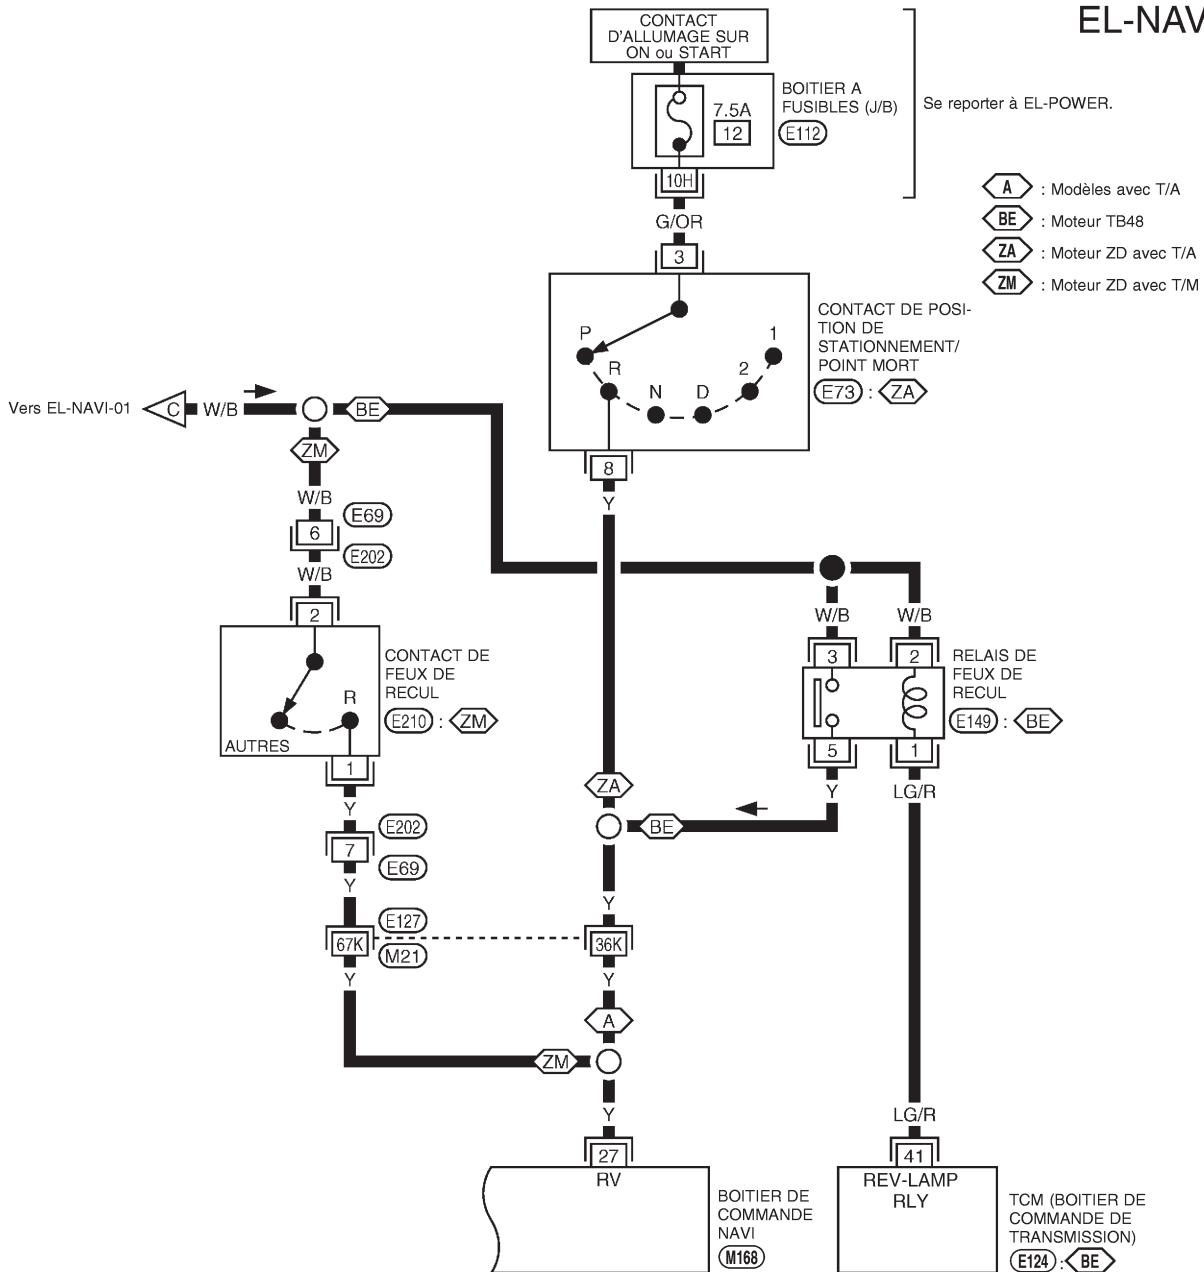 EL-NAV
CONTACT
D'ALLUMAGE SUR
ON ou START
BOITIER A
FUSIBLES (J/B)
E112
7.5A
12
10H
Se reporter à EL-POWER.
G/OR
3
A : Modèles avec T/A
BE : Moteur TB48
ZA : Moteur ZD avec T/A
ZM : Moteur ZD avec T/M
P
R
N
D
2
1
CONTACT DE POSI-
TION DE
STATIONNEMENT/
POINT MORT
E73 : ZA
8
Y
Vers EL-NAVI-01
C
W/B
BE
ZM
W/B
6
E69
E202
W/B
2
CONTACT DE
FEUX DE
RECUL
E210 : ZM
R
AUTRES
1
Y
E202
7
E69
Y
E127
67K
M21
Y
W/B
W/B
3
2
RELAIS DE
FEUX DE
RECUL
E149 : BE
5
1
Y
LG/R
ZA
BE
Y
36K
Y
A
ZM
Y
LG/R
27
RV
BOITIER DE
COMMANDE
NAVI
M168
41
REV-LAMP
RLY
TCM (BOITIER DE
COMMANDE DE
TRANSMISSION)
E124 : BE